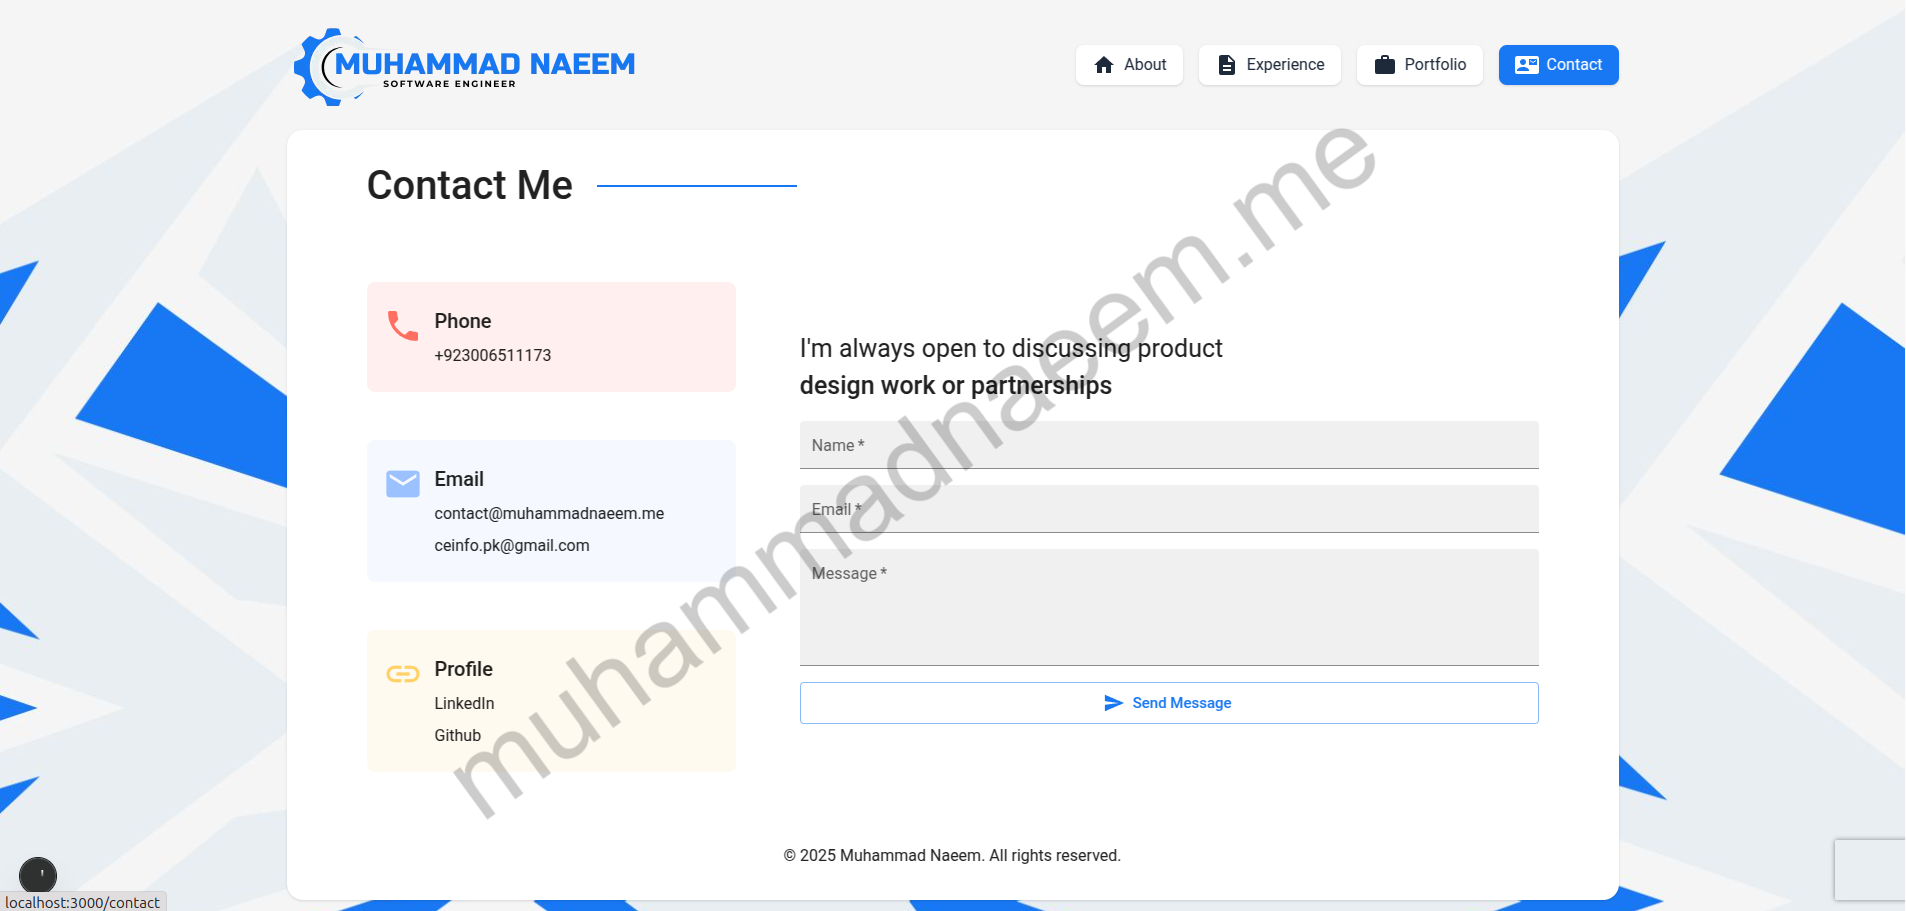 MUHAMMAD NAEEM
SOFTWARE ENGINEER
About
Experience
Portfolio
Contact
Contact Me
Phone
+923006511173
Email
contact@muhammadnaeem.me
ceinfo.pk@gmail.com
Profile
LinkedIn
Github
I'm always open to discussing product
design work or partnerships
Name *
Email *
Message *
Send Message
muhammadnaeem.me
© 2025 Muhammad Naeem. All rights reserved.
localhost:3000/contact